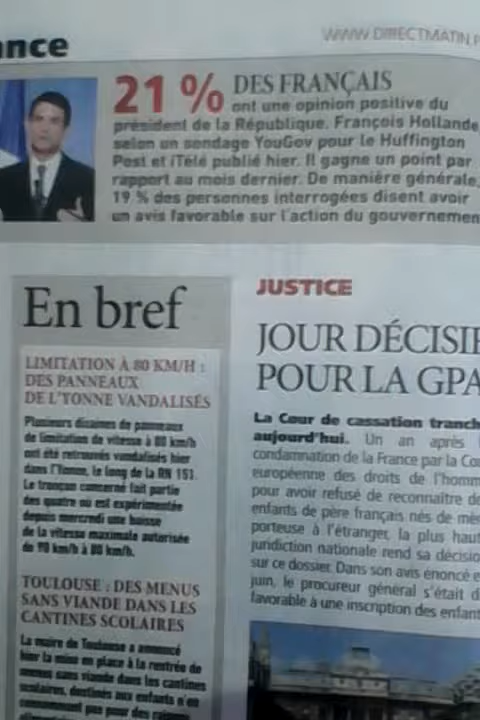 ance
WWW.DIRECTMATIN.F
21 % DES FRANÇAIS
ont une opinion positive du
président de la République, François Hollande
selon un sondage YouGov pour le Huffington
Post et iTélé publié hier. Il gagne un point par
rapport au mois dernier. De manière générale,
19 % des personnes interrogées disent avoir
un avis favorable sur l'action du gouvernemen
En bref
LIMITATION À 80 KM/H :
DES PANNEAUX
DE L'YONNE VANDALISÉS
Plusieurs dizaines de panneaux
de limitation de vitesse à 80 km/h
ont été retrouvés vandalisés hier
dans l'Yonne, le long de la RN 151.
Le tronçon concerné fait partie
des quatre où est expérimentée
depuis mercredi une baisse
de la vitesse maximale autorisée
de 90 km/h à 80 km/h.
TOULOUSE : DES MENUS
SANS VIANDE DANS LES
CANTINES SCOLAIRES
La maire de Toulouse a annoncé
hier la mise en place à la rentrée de
menus sans viande dans les cantines
scolaires, destinés aux enfants n'en
consommant pas pour des raisons
JUSTICE
JOUR DÉCISIF
POUR LA GPA
La Cour de cassation tranch
aujourd'hui. Un an après l
condamnation de la France par la Cou
européenne des droits de l'homm
pour avoir refusé de reconnaître de
enfants de père français nés de mè
porteuse à l'étranger, la plus haut
juridiction nationale rend sa décisio
sur ce dossier. Dans son avis énoncé e
juin, le procureur général s'était d
favorable à une inscription des enfant